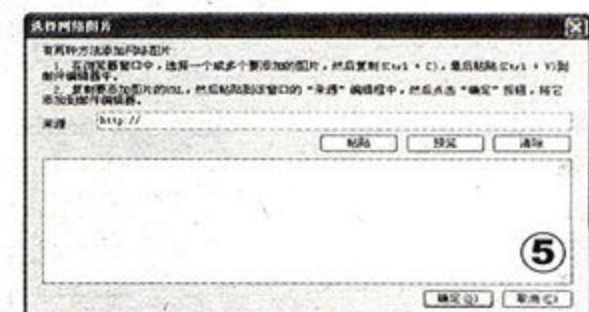 选择网络图片
有两种方法添加网络图片:
1. 在浏览器窗口中，选择一个或多个要添加的图片，然后复制(Ctrl + C)，最后粘贴(Ctrl + V)到
邮件编辑器中。
2. 复制要添加图片的URL，然后粘贴到该窗口的“来源”编辑框中，然后点击“确定”按钮，将它
添加到邮件编辑器。
来源 http://
粘贴 预览 清除
⑤
确定(O) 取消(C)